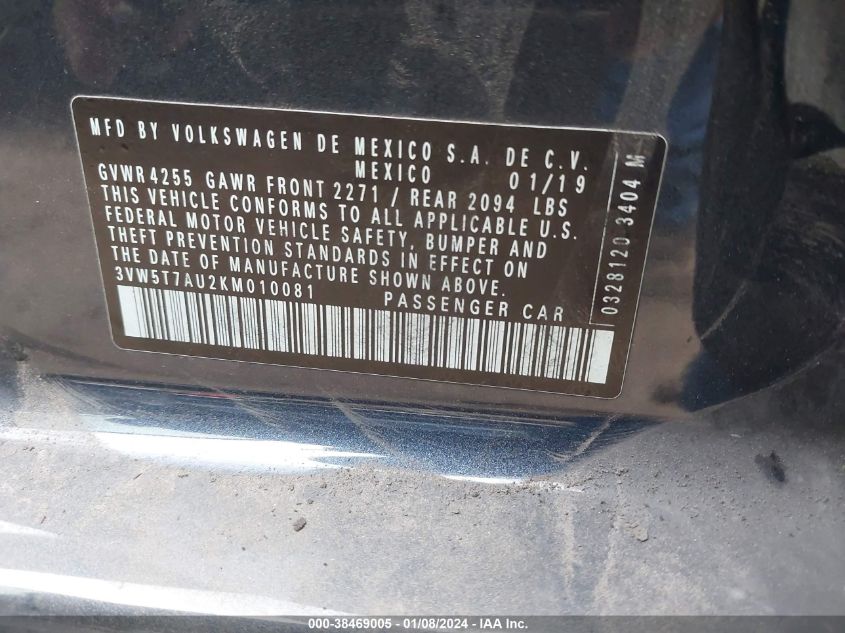 MFD BY VOLKSWAGEN DE MEXICO S.A. DE C.V.
MEXICO 01/19
GVWR 4255 GAWR FRONT 2271 / REAR 2094 LBS
THIS VEHICLE CONFORMS TO ALL APPLICABLE U.S.
FEDERAL MOTOR VEHICLE SAFETY, BUMPER AND
THEFT PREVENTION STANDARDS IN EFFECT ON
THE DATE OF MANUFACTURE SHOWN ABOVE.
3VW5T7AU2KM010081 PASSENGER CAR
0328120 3404 M
000-38469005 - 01/08/2024 - IAA Inc.